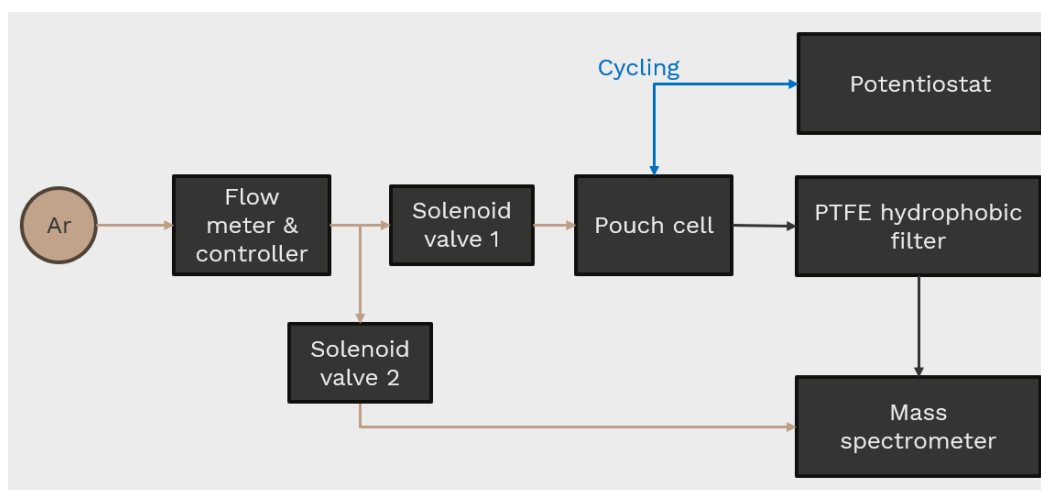 Cycling
Potentiostat
Ar
Flow
meter &
controller
Solenoid
valve 1
Pouch cell
PTFE hydrophobic
filter
Solenoid
valve 2
Mass
spectrometer